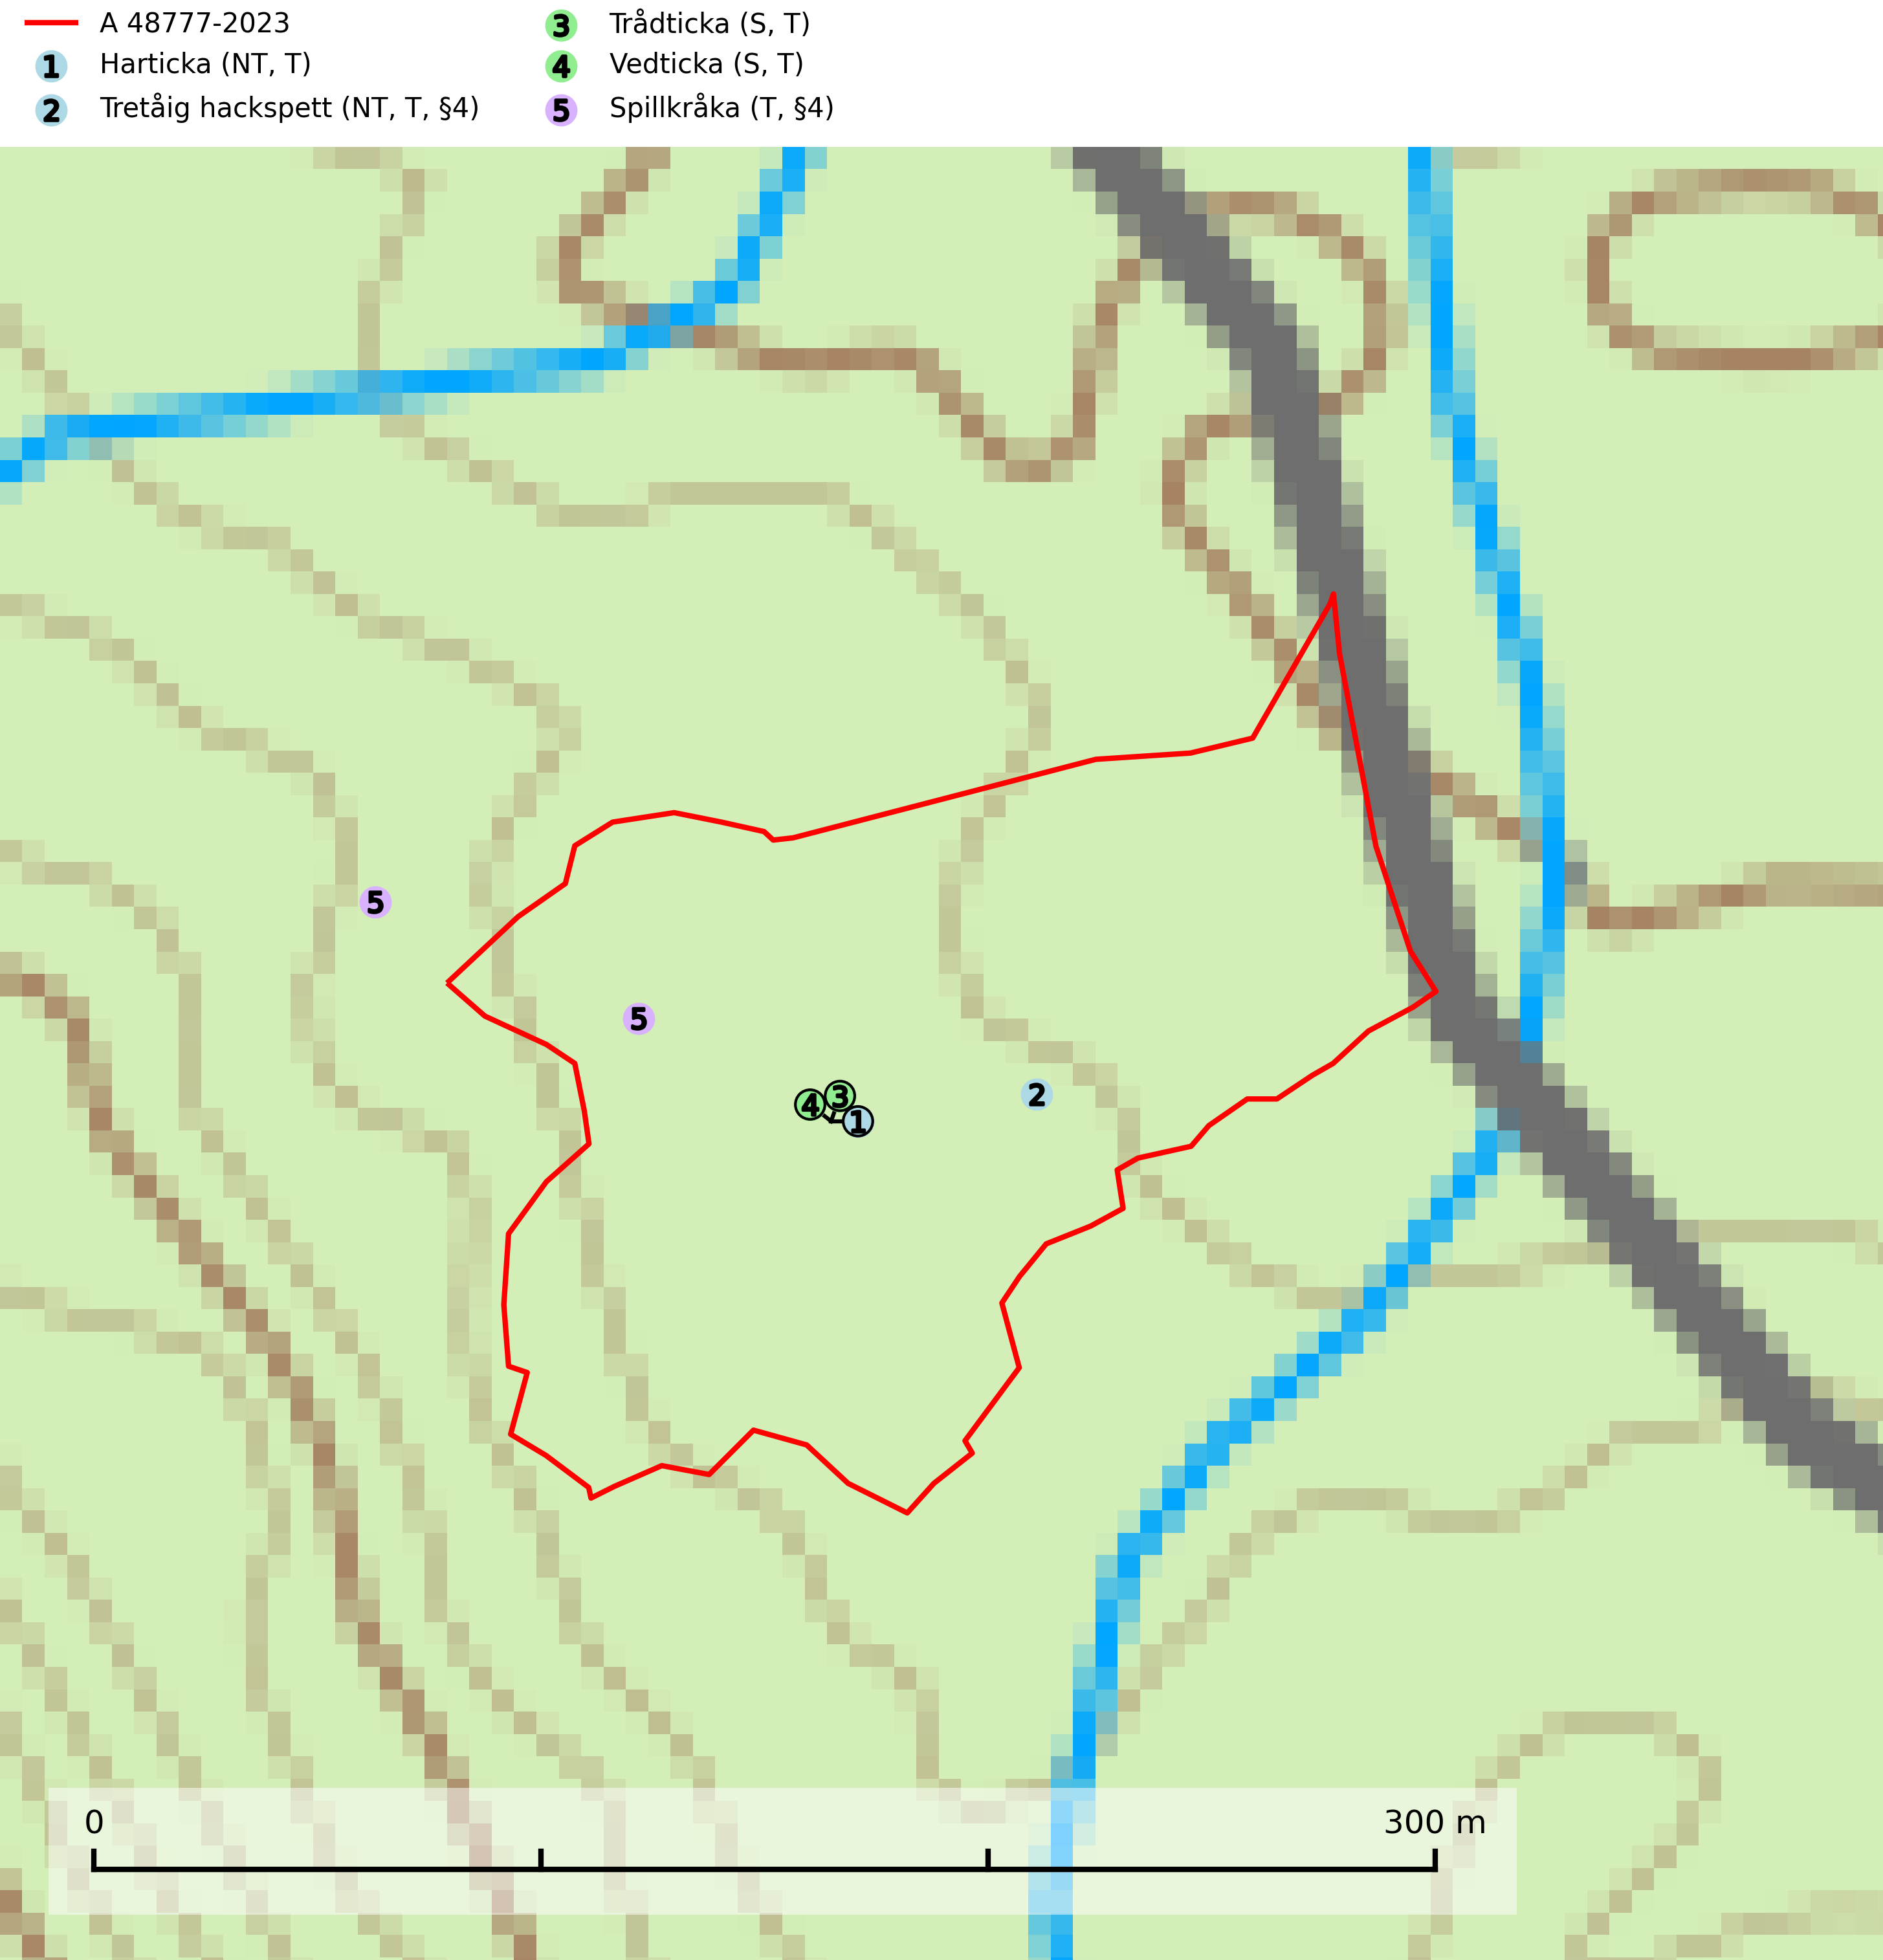 A 48777-2023
1 Harticka (NT, T)
2 Tretåig hackspett (NT, T, §4)
3 Trådticka (S, T)
4 Vedticka (S, T)
5 Spillkråka (T, §4)
5
5
4 3 2
1
0 300 m